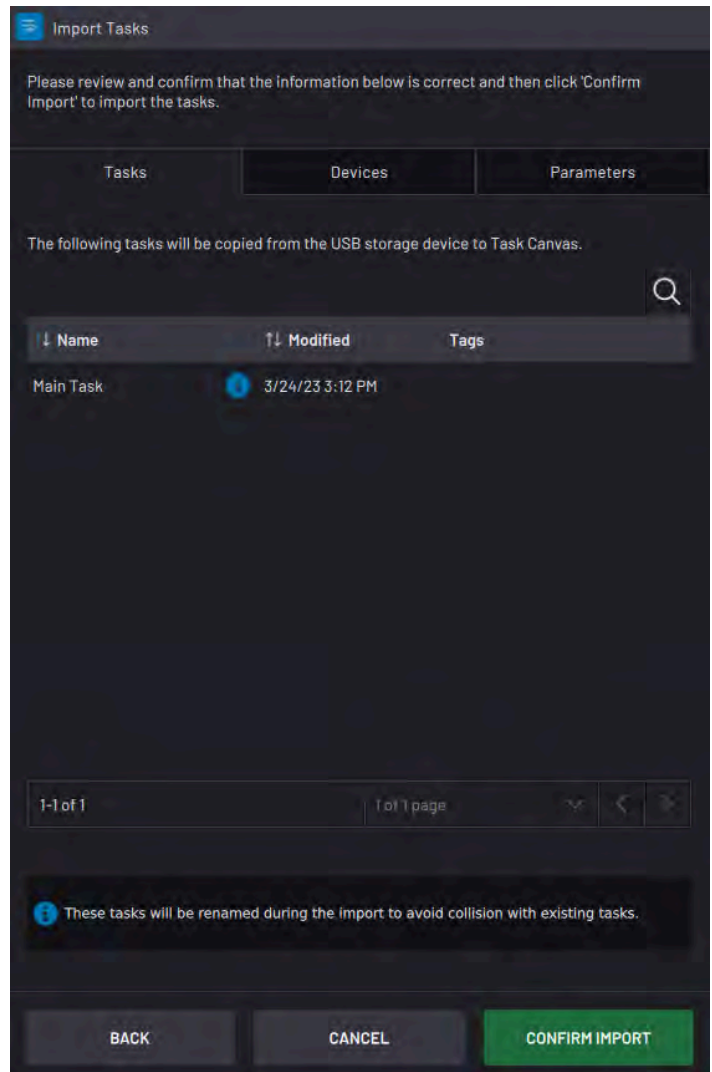 Import Tasks
Please review and confirm that the information below is correct and then click 'Confirm
Import' to import the tasks.
Tasks Devices Parameters
The following tasks will be copied from the USB storage device to Task Canvas.
↓ Name ↑↓ Modified Tags
Main Task 3/24/23 3:12 PM
1-1 of 1 1 of 1 page
These tasks will be renamed during the import to avoid collision with existing tasks.
BACK CANCEL CONFIRM IMPORT